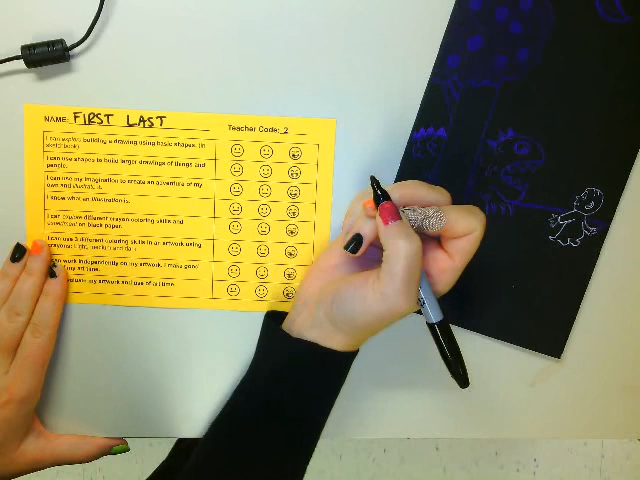 NAME: FIRST LAST
Teacher Code: 2
I can explore building a drawing using basic shapes. (in
sketchbook)
I can use shapes to build larger drawings of things and
people.
I can use my imagination to create an adventure of my
own and illustrate it.
I know what an illustration is.
I can explore different crayon coloring skills and
on black paper.
I can use 3 different coloring skills in an artwork using
crayons: medium and
can work independently on my artwork. I make good
of my art time.
my artwork and use of art time.